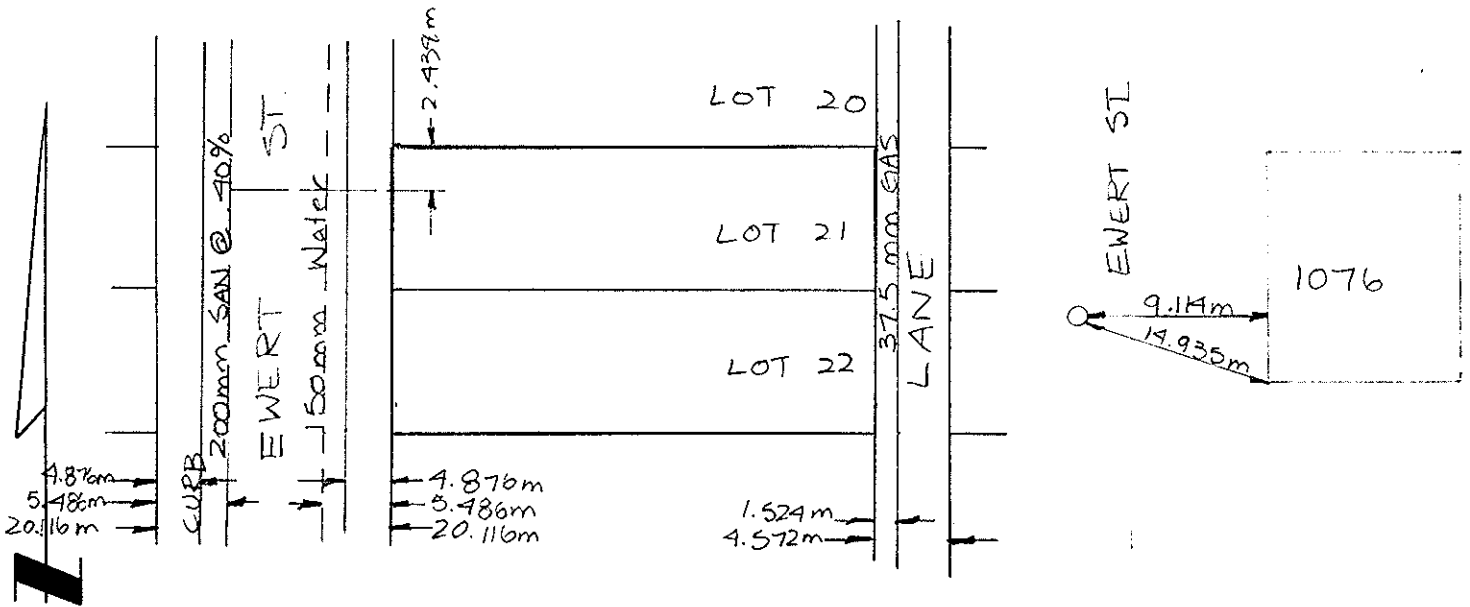 2.439m
LOT 20
200mm SAN @ .40%
EWERT ST.
150mm Water
LOT 21
LOT 22
37.5 mm GAS
LANE
CURB
4.876m
5.486m
20.116m
4.876m
5.486m
20.116m
1.524m
4.572m
EWERT ST.
1076
9.114m
14.935m